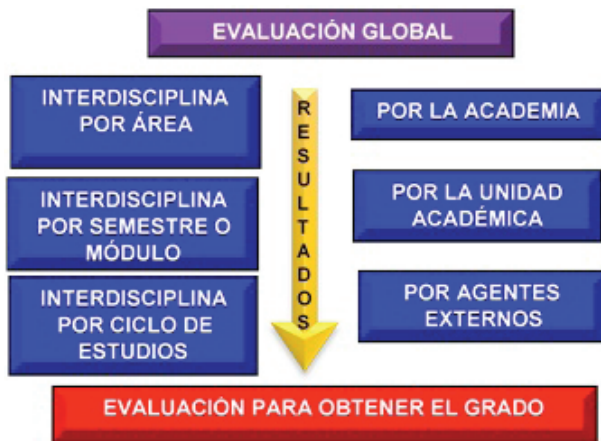 EVALUACIÓN GLOBAL
INTERDISCIPLINA
POR ÁREA
INTERDISCIPLINA
POR SEMESTRE O
MÓDULO
INTERDISCIPLINA
POR CICLO DE
ESTUDIOS
RESULTADOS
POR LA ACADEMIA
POR LA UNIDAD
ACADÉMICA
POR AGENTES
EXTERNOS
EVALUACIÓN PARA OBTENER EL GRADO